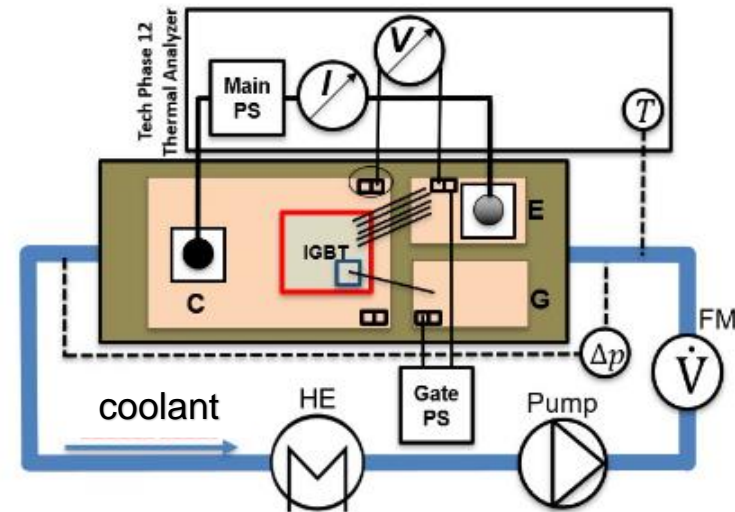 Tech Phase 12
Thermal Analyzer
Main
PS
I
V
T
IGBT
E
C
G
Δp
FM
V̇
Gate
PS
coolant
HE
Pump